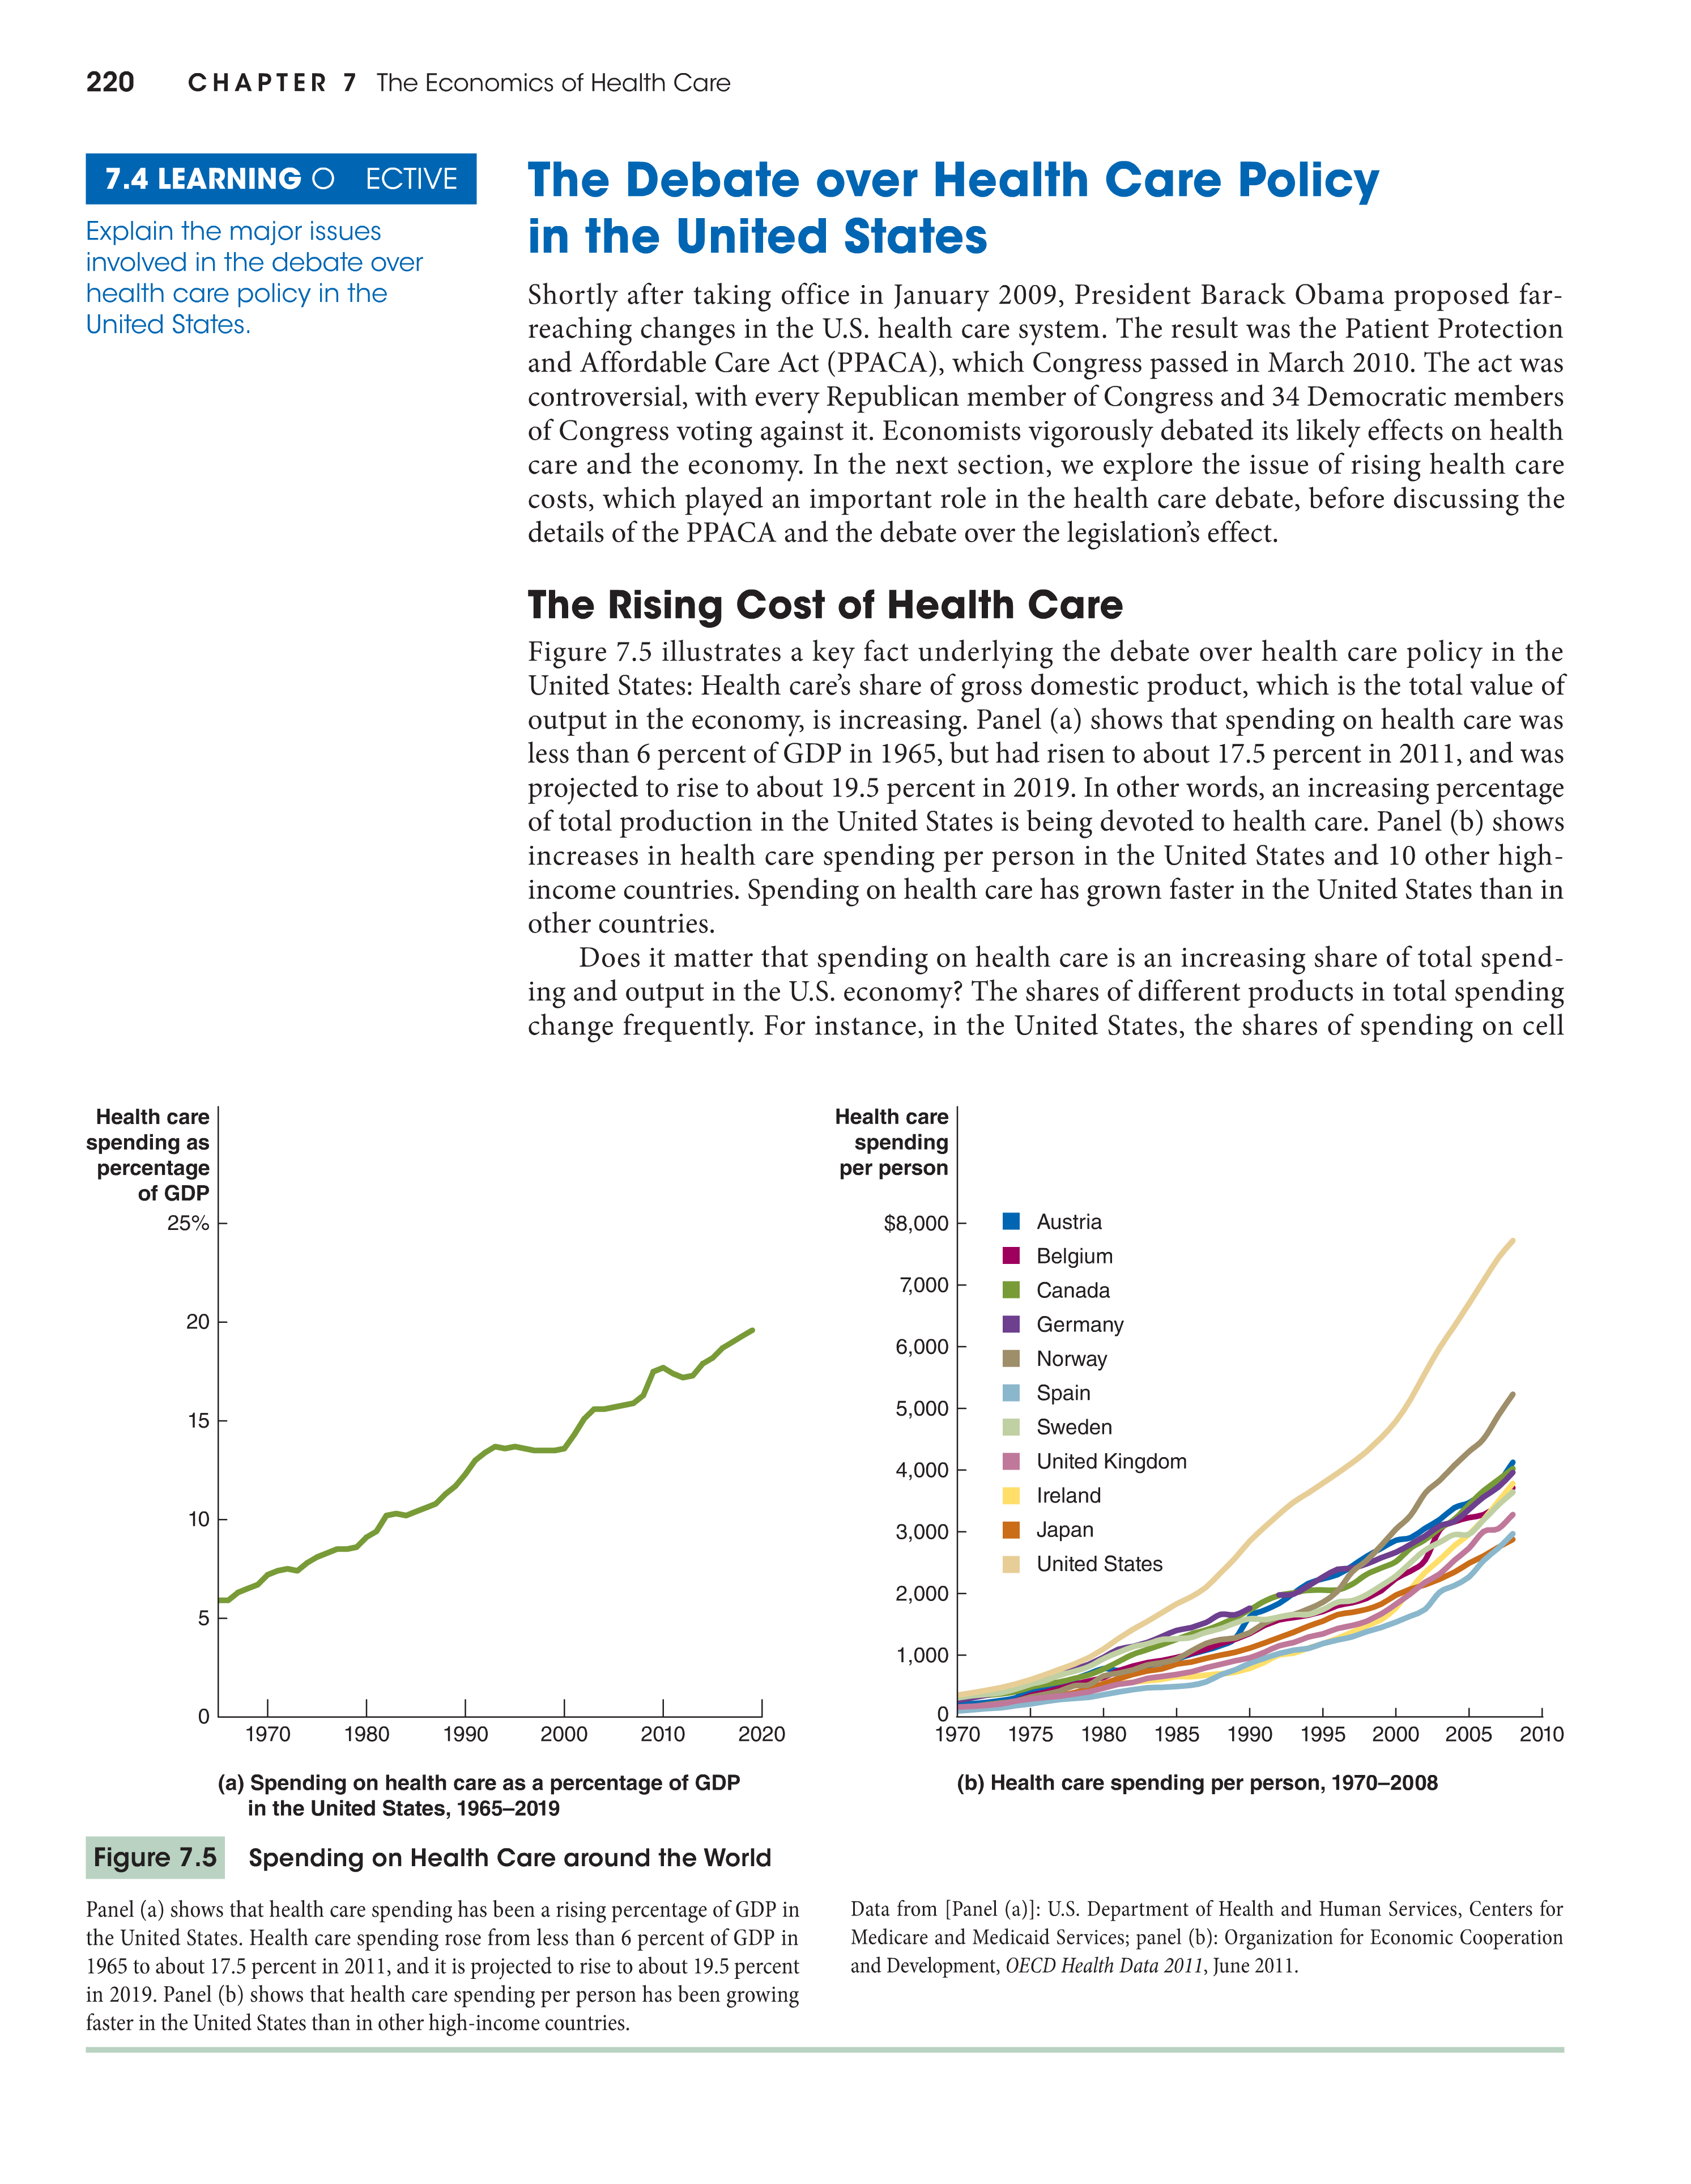 220 CHAPTER 7 The Economics of Health Care
7.4 LEARNING O ECTIVE
Explain the major issues
involved in the debate over
health care policy in the
United States.
The Debate over Health Care Policy
in the United States
Shortly after taking office in January 2009, President Barack Obama proposed far-
reaching changes in the U.S. health care system. The result was the Patient Protection
and Affordable Care Act (PPACA), which Congress passed in March 2010. The act was
controversial, with every Republican member of Congress and 34 Democratic members
of Congress voting against it. Economists vigorously debated its likely effects on health
care and the economy. In the next section, we explore the issue of rising health care
costs, which played an important role in the health care debate, before discussing the
details of the PPACA and the debate over the legislation’s effect.
The Rising Cost of Health Care
Figure 7.5 illustrates a key fact underlying the debate over health care policy in the
United States: Health care’s share of gross domestic product, which is the total value of
output in the economy, is increasing. Panel (a) shows that spending on health care was
less than 6 percent of GDP in 1965, but had risen to about 17.5 percent in 2011, and was
projected to rise to about 19.5 percent in 2019. In other words, an increasing percentage
of total production in the United States is being devoted to health care. Panel (b) shows
increases in health care spending per person in the United States and 10 other high-
income countries. Spending on health care has grown faster in the United States than in
other countries.
Does it matter that spending on health care is an increasing share of total spend-
ing and output in the U.S. economy? The shares of different products in total spending
change frequently. For instance, in the United States, the shares of spending on cell
Health care
spending as
percentage
of GDP
25%
20
15
10
5
0
1970 1980 1990 2000 2010 2020
(a) Spending on health care as a percentage of GDP
in the United States, 1965–2019
Health care
spending
per person
$8,000
7,000
6,000
5,000
4,000
3,000
2,000
1,000
0
Austria
Belgium
Canada
Germany
Norway
Spain
Sweden
United Kingdom
Ireland
Japan
United States
1970 1975 1980 1985 1990 1995 2000 2005 2010
(b) Health care spending per person, 1970–2008
Figure 7.5 Spending on Health Care around the World
Panel (a) shows that health care spending has been a rising percentage of GDP in
the United States. Health care spending rose from less than 6 percent of GDP in
1965 to about 17.5 percent in 2011, and it is projected to rise to about 19.5 percent
in 2019. Panel (b) shows that health care spending per person has been growing
faster in the United States than in other high-income countries.
Data from [Panel (a)]: U.S. Department of Health and Human Services, Centers for
Medicare and Medicaid Services; panel (b): Organization for Economic Cooperation
and Development, OECD Health Data 2011, June 2011.